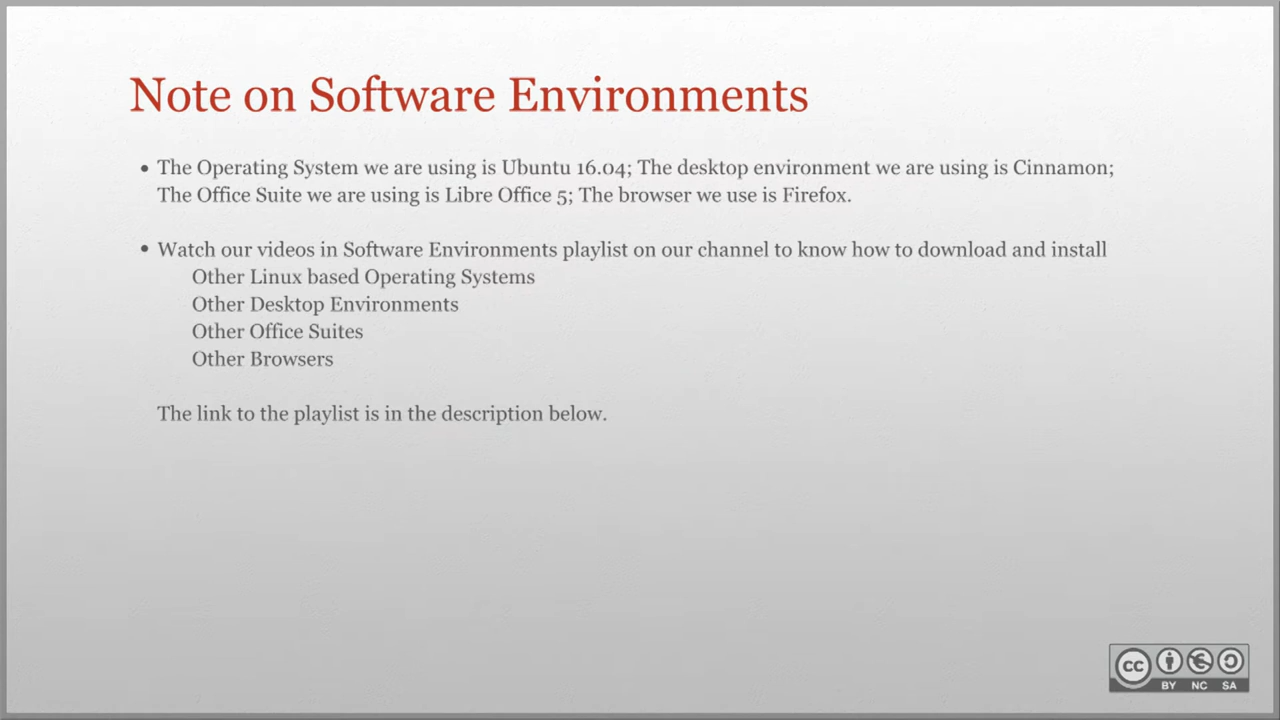 Note on Software Environments
• The Operating System we are using is Ubuntu 16.04; The desktop environment we are using is Cinnamon;
The Office Suite we are using is Libre Office 5; The browser we use is Firefox.
• Watch our videos in Software Environments playlist on our channel to know how to download and install
Other Linux based Operating Systems
Other Desktop Environments
Other Office Suites
Other Browsers
The link to the playlist is in the description below.
cc
BY NC SA